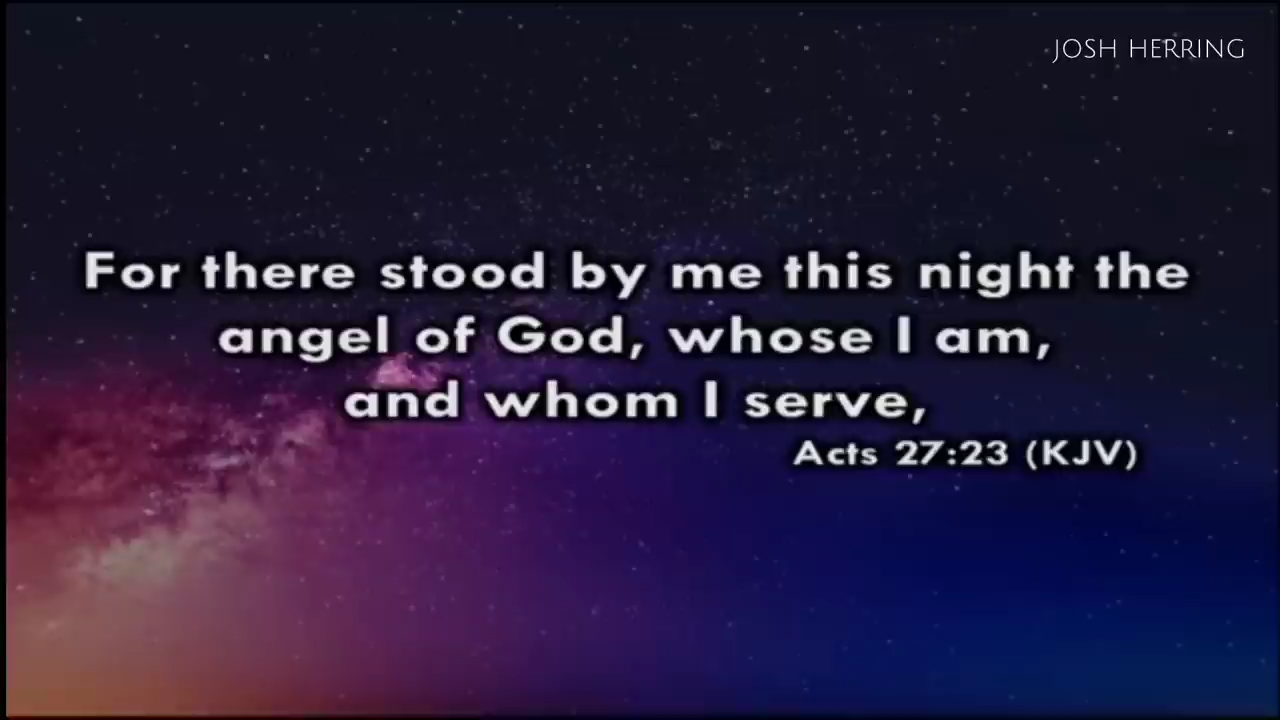 JOSH HERRING
For there stood by me this night the
angel of God, whose I am,
and whom I serve,
Acts 27:23 (KJV)